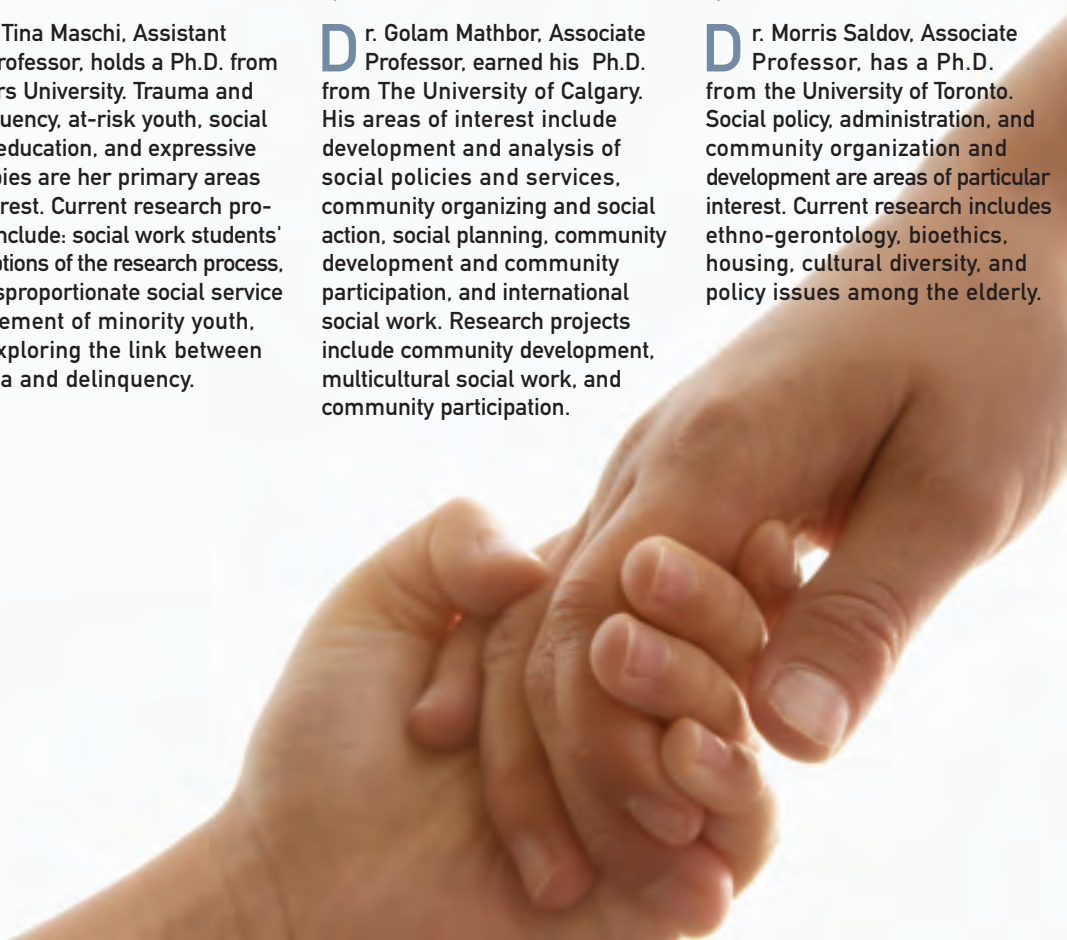 Tina Maschi, Assistant
rofessor, holds a Ph.D. from
rs University. Trauma and
uency, at-risk youth, social
education, and expressive
ies are her primary areas
rest. Current research pro-
nclude: social work students'
tions of the research process,
sproportionate social service
ement of minority youth,
xploring the link between
a and delinquency.
Dr. Golam Mathbor, Associate
Professor, earned his Ph.D.
from The University of Calgary.
His areas of interest include
development and analysis of
social policies and services,
community organizing and social
action, social planning, community
development and community
participation, and international
social work. Research projects
include community development,
multicultural social work, and
community participation.
Dr. Morris Saldov, Associate
Professor, has a Ph.D.
from the University of Toronto.
Social policy, administration, and
community organization and
development are areas of particular
interest. Current research includes
ethno-gerontology, bioethics,
housing, cultural diversity, and
policy issues among the elderly.